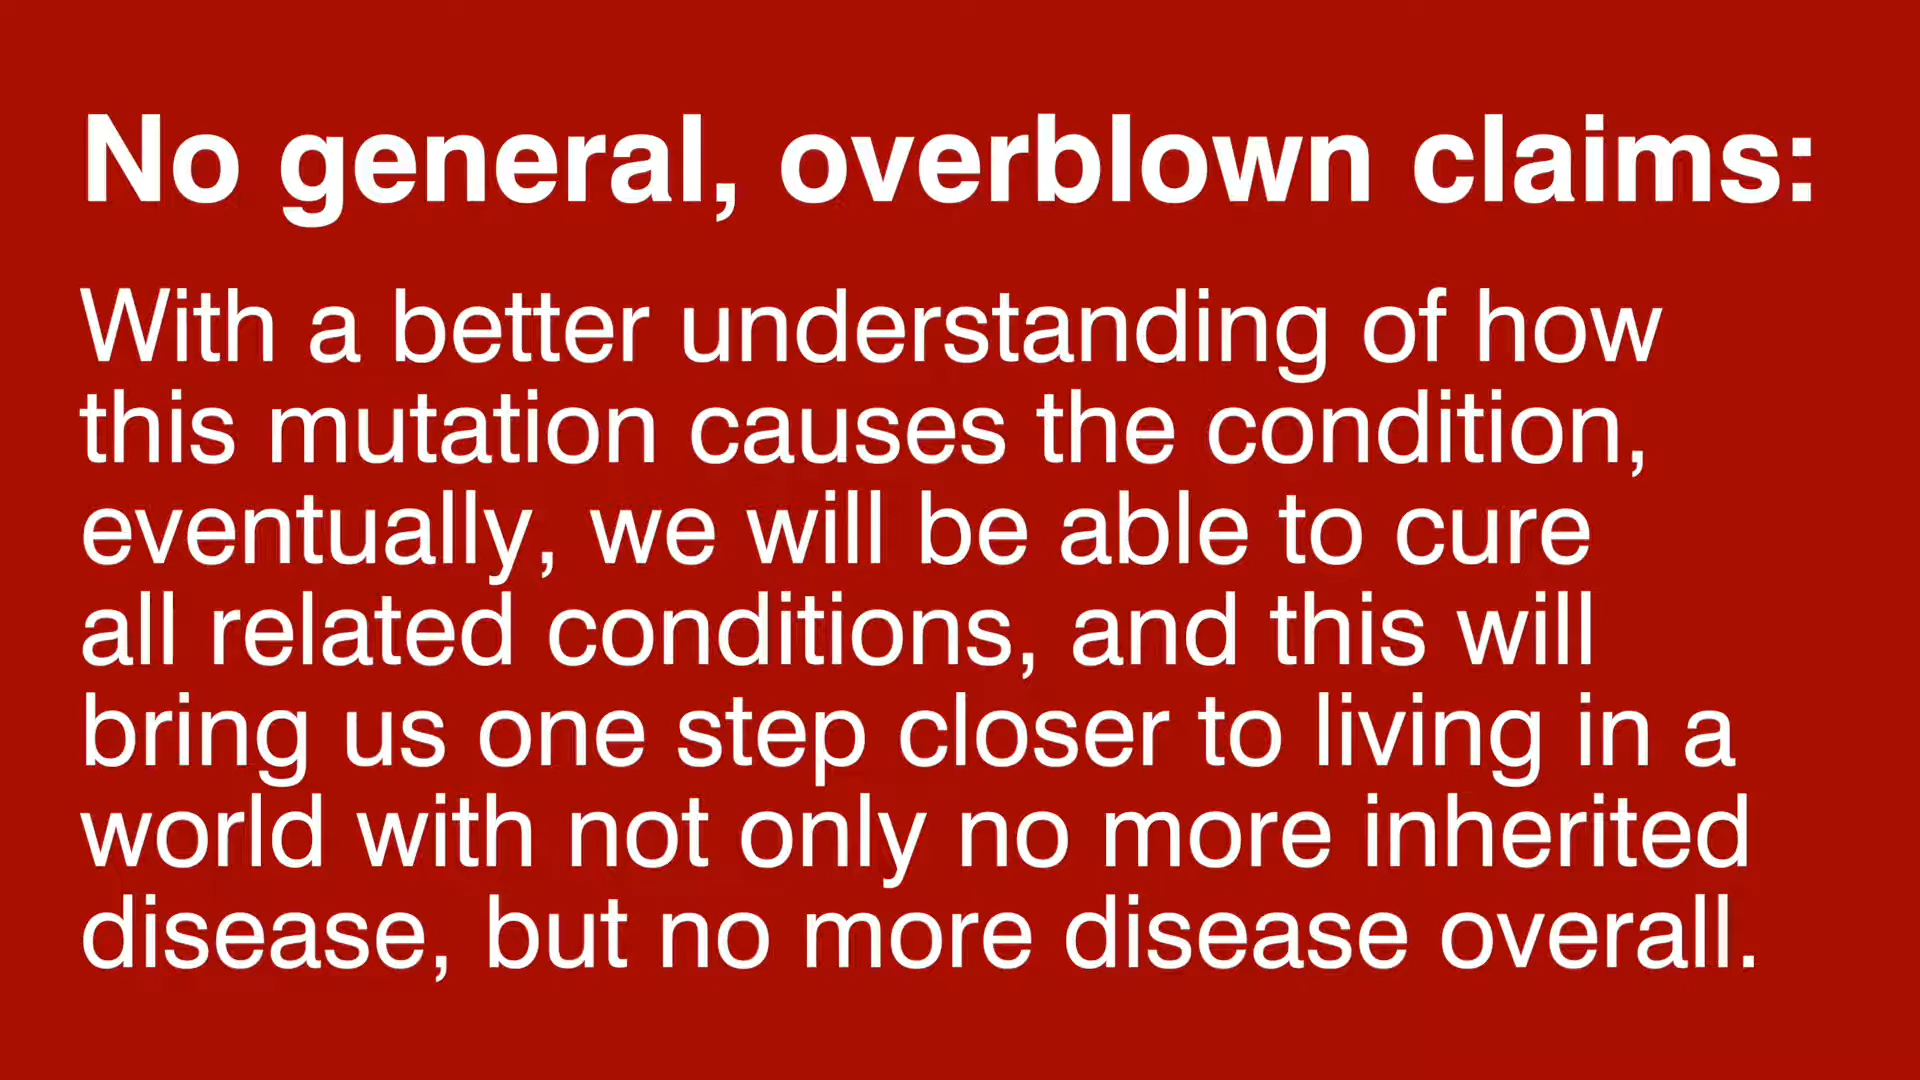 No general, overblown claims:
With a better understanding of how
this mutation causes the condition,
eventually, we will be able to cure
all related conditions, and this will
bring us one step closer to living in a
world with not only no more inherited
disease, but no more disease overall.